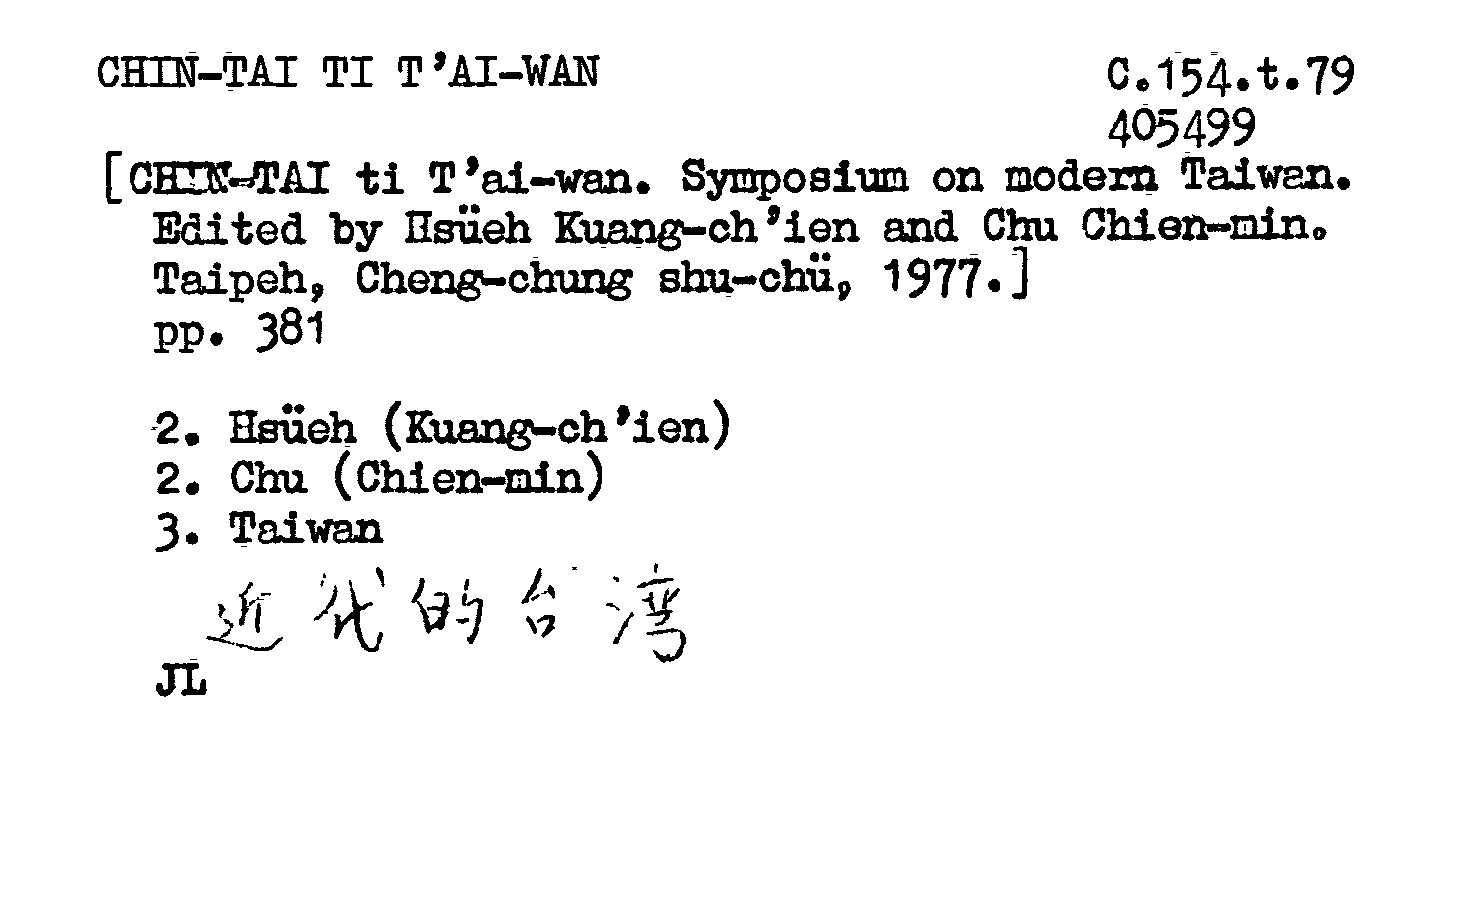 CHIN-TAI TI T'AI-WAN C.154.t.79
405499
[CHIN-TAI ti T'ai-wan. Symposium on modern Taiwan.
Edited by Hsüeh Kuang-ch'ien and Chu Chien-min.
Taipeh, Cheng-chung shu-chü, 1977.]
pp. 381
2. Hsüeh (Kuang-ch'ien)
2. Chu (Chien-min)
3. Taiwan
近代的台湾
JL